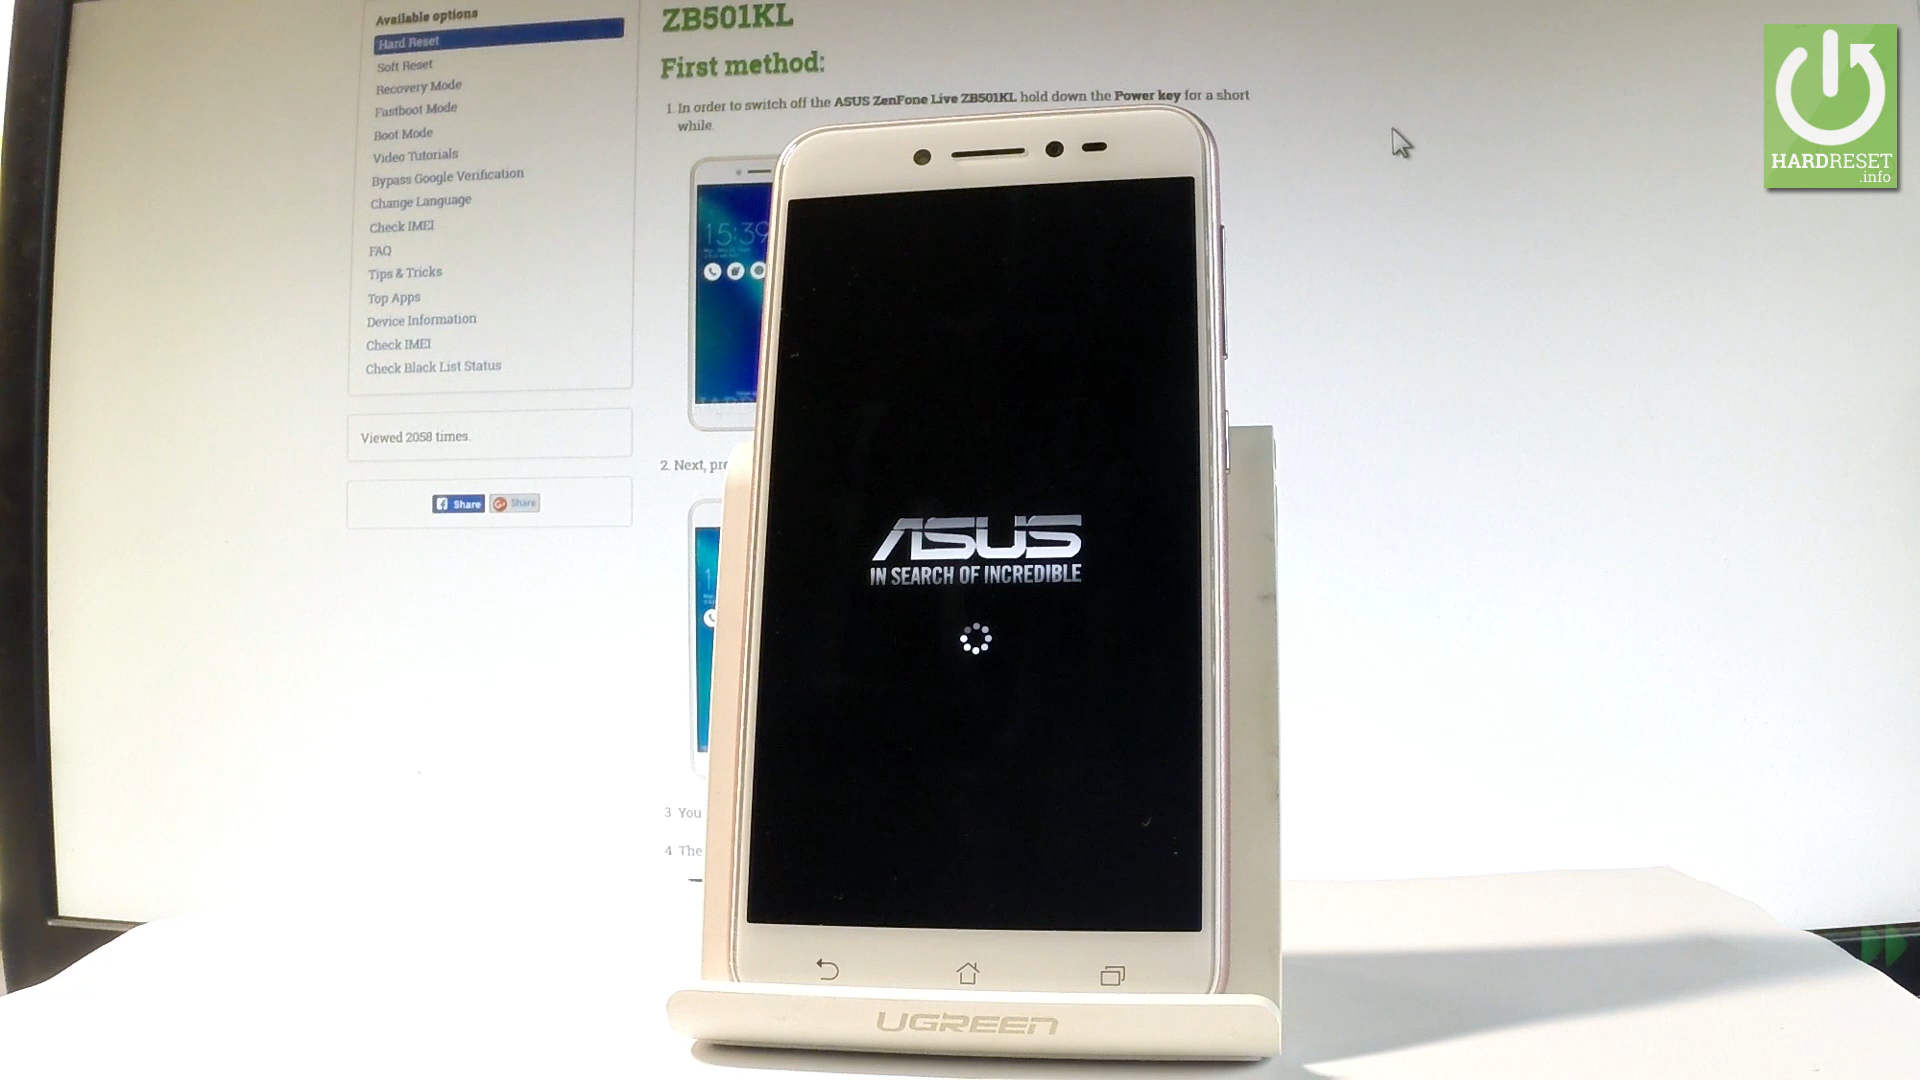 Available options
Hard Reset
Soft Reset
Recovery Mode
Fastboot Mode
Boot Mode
Video Tutorials
Bypass Google Verification
Change Language
Check IMEI
FAQ
Tips & Tricks
Top Apps
Device Information
Check IMEI
Check Black List Status
Viewed 2058 times.
Share
Share
ZB501KL
First method:
1. In order to switch off the ASUS ZenFone Live ZB501KL hold down the Power key for a short
while.
15:39
2. Next,
3 You
4 The
ASUS
IN SEARCH OF INCREDIBLE
UGREEN
HARDRESET
.info